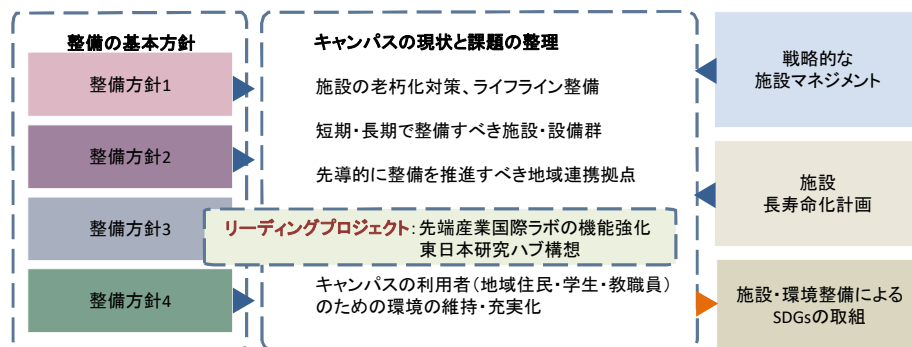 整備の基本方針
整備方針1
整備方針2
整備方針3
整備方針4
キャンパスの現状と課題の整理
施設の老朽化対策、ライフライン整備
短期・長期で整備すべき施設・設備群
先導的に整備を推進すべき地域連携拠点
リーディングプロジェクト：先端産業国際ラボの機能強化
東日本研究ハブ構想
キャンパスの利用者（地域住民・学生・教職員）
のための環境の維持・充実化
戦略的な
施設マネジメント
施設
長寿命化計画
施設・環境整備による
SDGsの取組